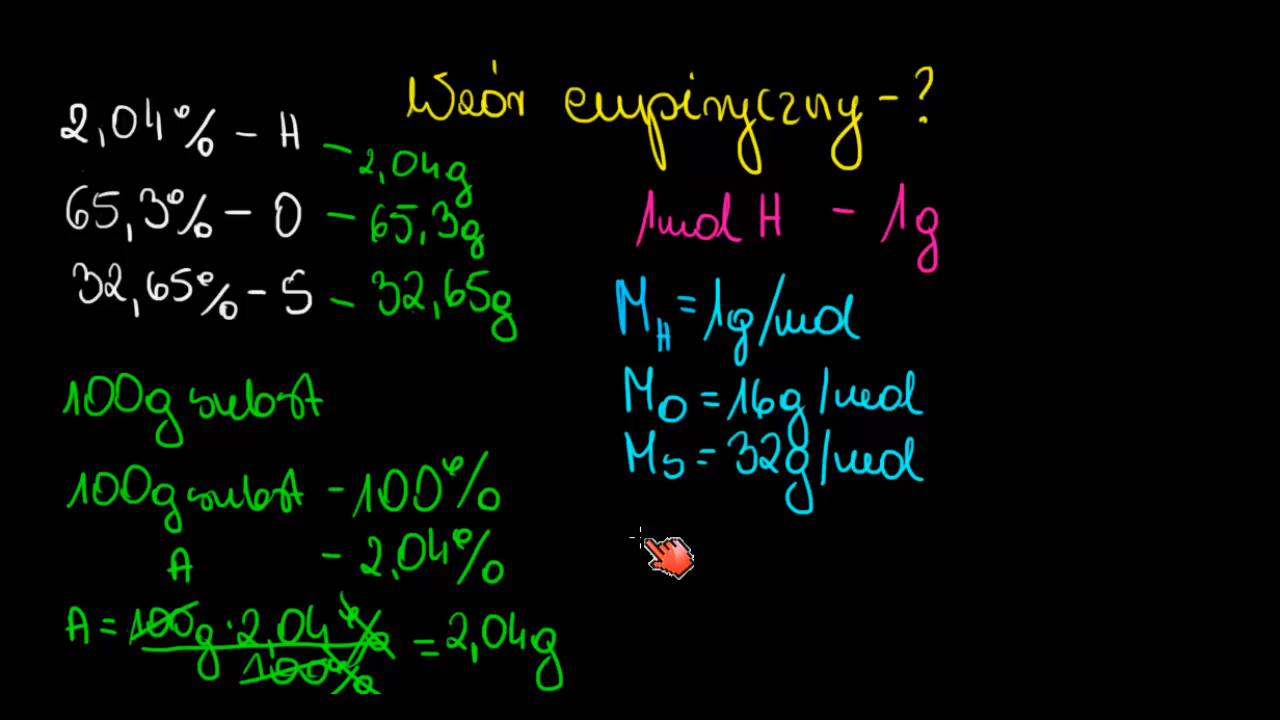 Wzór empiryczny - ?
2,04% - H - 2,04g
65,3% - O - 65,3g
32,65% - S - 32,65g
1mol H - 1g
M_H = 1g/mol
M_O = 16g/mol
M_S = 32g/mol
100g subst
100g subst - 100%
A - 2,04%
A = 100g · 2,04% / 100% = 2,04g